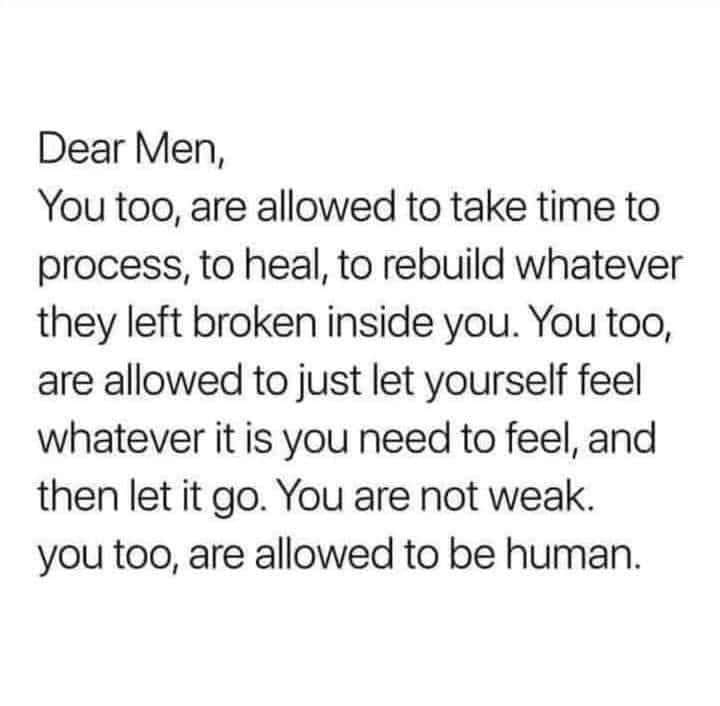 Dear Men,
You too, are allowed to take time to
process, to heal, to rebuild whatever
they left broken inside you. You too,
are allowed to just let yourself feel
whatever it is you need to feel, and
then let it go. You are not weak.
you too, are allowed to be human.